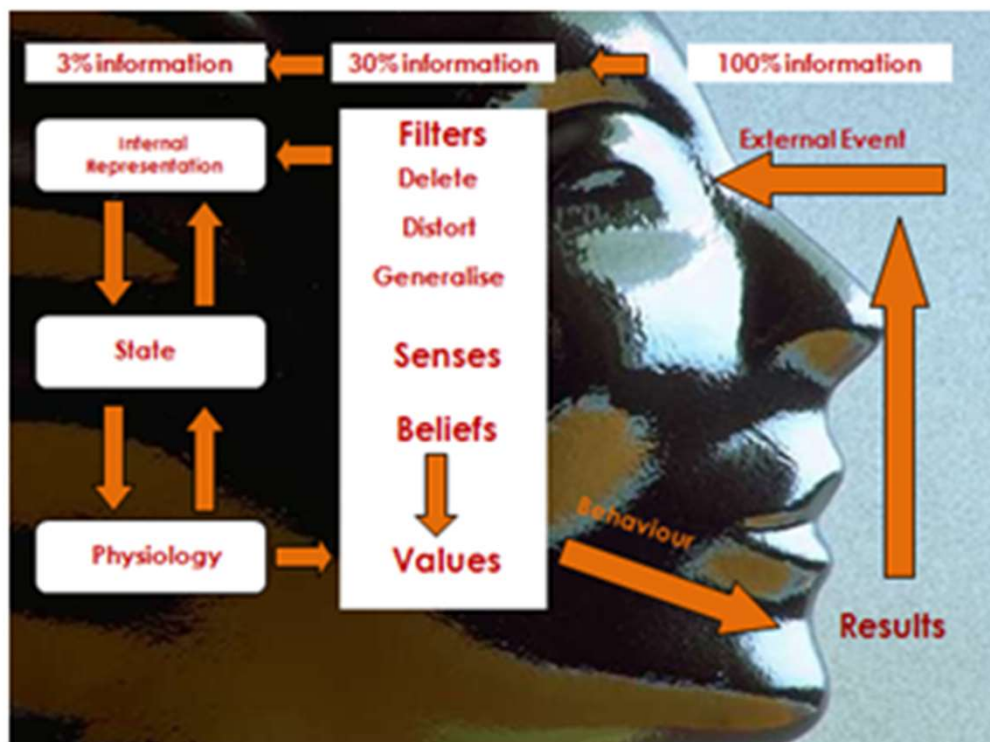 3% information
30% information
100% information
Internal
Representation
Filters
Delete
Distort
Generalise
External Event
State
Senses
Beliefs
Behaviour
Physiology
Values
Results